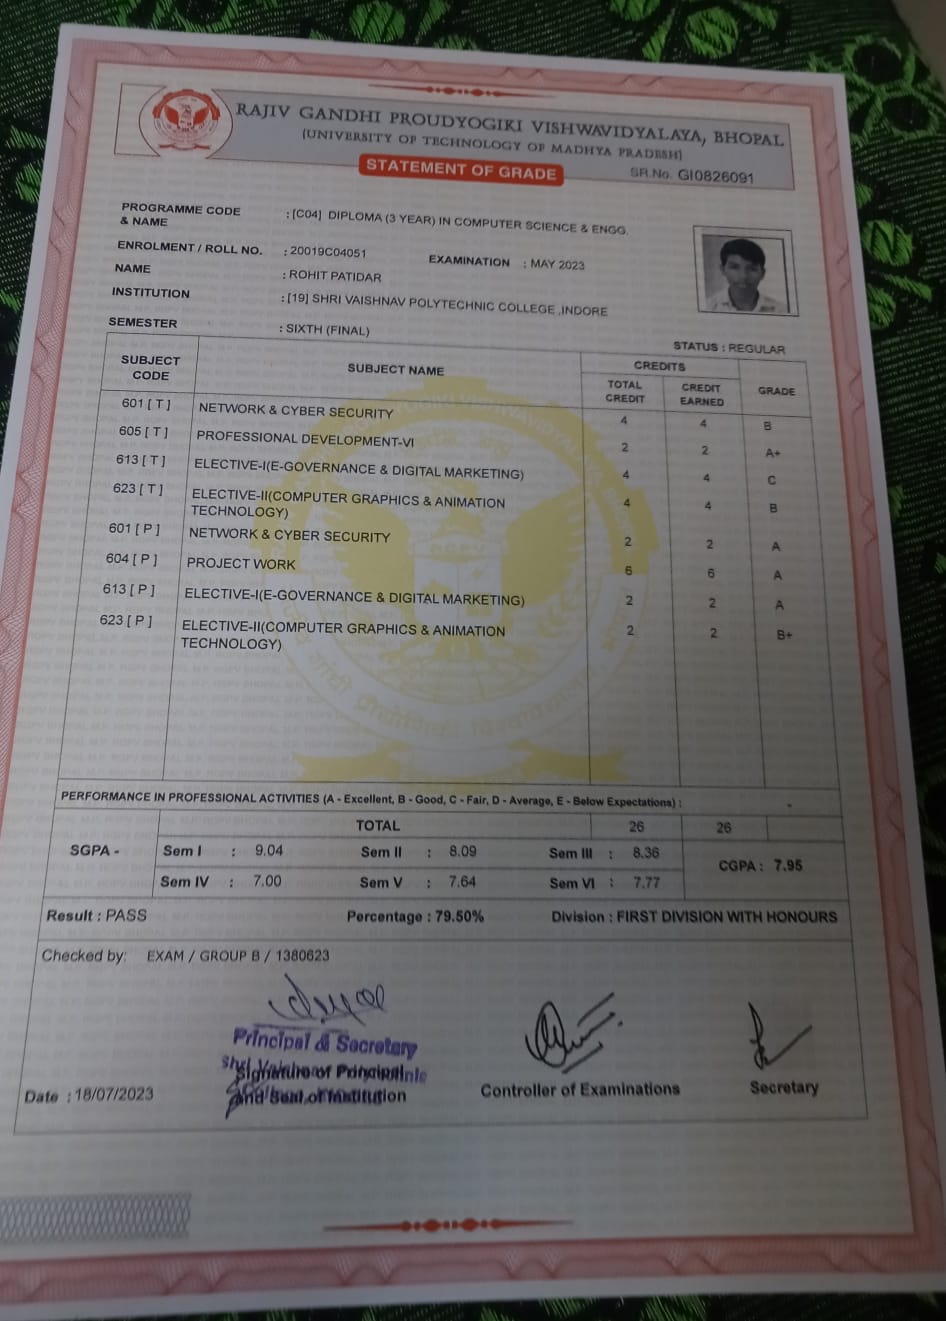 RAJIV GANDHI PROUDYOGIKI VISHWAVIDYALAYA, BHOPAL
(UNIVERSITY OF TECHNOLOGY OF MADHYA PRADESH)
STATEMENT OF GRADE
SR.No. GI0826091
PROGRAMME CODE & NAME : [C04] DIPLOMA (3 YEAR) IN COMPUTER SCIENCE & ENGG.
ENROLMENT / ROLL NO. : 20019C04051 EXAMINATION : MAY 2023
NAME : ROHIT PATIDAR
INSTITUTION : [19] SHRI VAISHNAV POLYTECHNIC COLLEGE ,INDORE
SEMESTER : SIXTH (FINAL)
STATUS : REGULAR
SUBJECT CODE SUBJECT NAME CREDITS GRADE
TOTAL CREDIT CREDIT EARNED
601 [ T ] NETWORK & CYBER SECURITY 4 4 B
605 [ T ] PROFESSIONAL DEVELOPMENT-VI 2 2 A+
613 [ T ] ELECTIVE-I(E-GOVERNANCE & DIGITAL MARKETING) 4 4 C
623 [ T ] ELECTIVE-II(COMPUTER GRAPHICS & ANIMATION 4 4 B
TECHNOLOGY)
601 [ P ] NETWORK & CYBER SECURITY 2 2 A
604 [ P ] PROJECT WORK 6 6 A
613 [ P ] ELECTIVE-I(E-GOVERNANCE & DIGITAL MARKETING) 2 2 A
623 [ P ] ELECTIVE-II(COMPUTER GRAPHICS & ANIMATION 2 2 B+
TECHNOLOGY)
PERFORMANCE IN PROFESSIONAL ACTIVITIES (A - Excellent, B - Good, C - Fair, D - Average, E - Below Expectations) : -
TOTAL 26 26
SGPA - Sem I : 9.04 Sem II : 8.09 Sem III : 8.36
CGPA : 7.95
Sem IV : 7.00 Sem V : 7.64 Sem VI : 7.77
Result : PASS Percentage : 79.50% Division : FIRST DIVISION WITH HONOURS
Checked by: EXAM / GROUP B / 1380623
Principal & Secretary
Signature of Principal
and Seal of Institution
Controller of Examinations
Secretary
Date : 18/07/2023